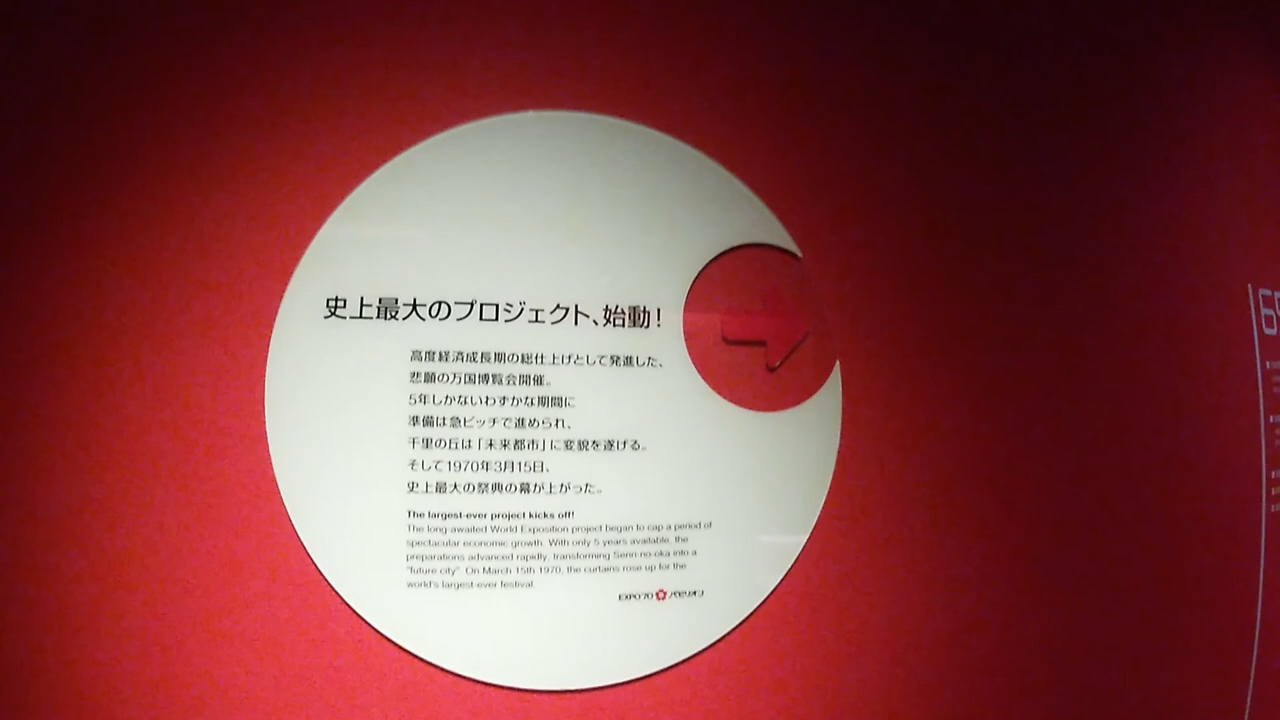 史上最大のプロジェクト、始動！
高度経済成長期の総仕上げとして発進した、
悲願の万国博覧会開催。
5年しかないわずかな期間に
準備は急ピッチで進められ、
千里の丘は「未来都市」に変貌を遂げる。
そして1970年3月15日、
史上最大の祭典の幕が上がった。
The largest-ever project kicks off!
The long-awaited World Exposition project began to cap a period of
spectacular economic growth. With only 5 years available, the
preparations advanced rapidly, transforming Senri-no-oka into a
"future city". On March 15th 1970, the curtains rose up for the
world's largest-ever festival.
EXPO'70 パビリオン